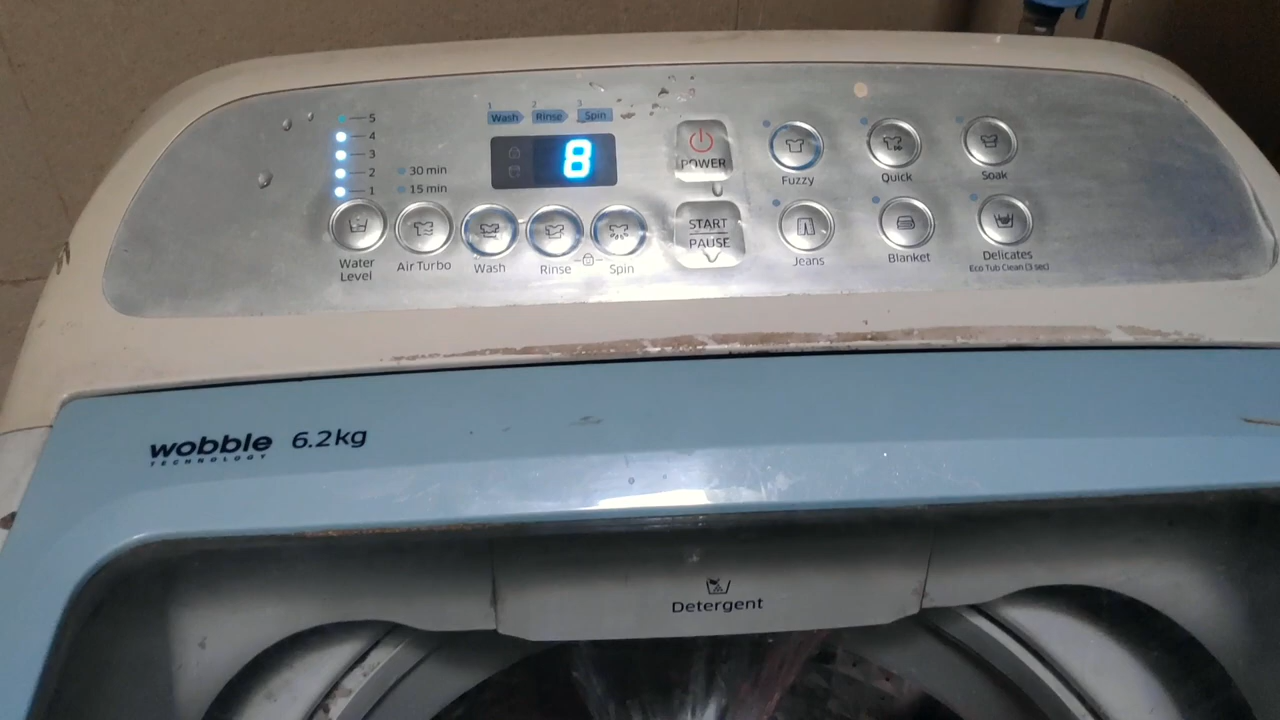 1 2 3
Wash Rinse Spin
5
4
3
2
1
30 min
15 min
8
POWER
START
PAUSE
Water
Level
Air Turbo
Wash
Rinse
Spin
Fuzzy
Quick
Soak
Jeans
Blanket
Delicates
Eco Tub Clean (3 sec)
wobble 6.2kg
TECHNOLOGY
Detergent